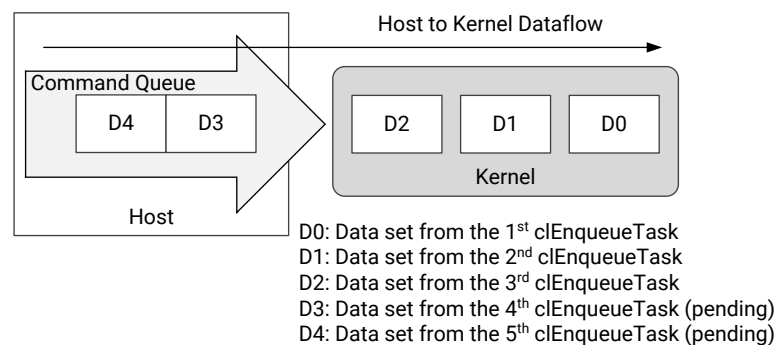 Host to Kernel Dataflow
Command Queue
D4 D3 D2 D1 D0
Kernel
Host
D0: Data set from the 1st clEnqueueTask
D1: Data set from the 2nd clEnqueueTask
D2: Data set from the 3rd clEnqueueTask
D3: Data set from the 4th clEnqueueTask (pending)
D4: Data set from the 5th clEnqueueTask (pending)